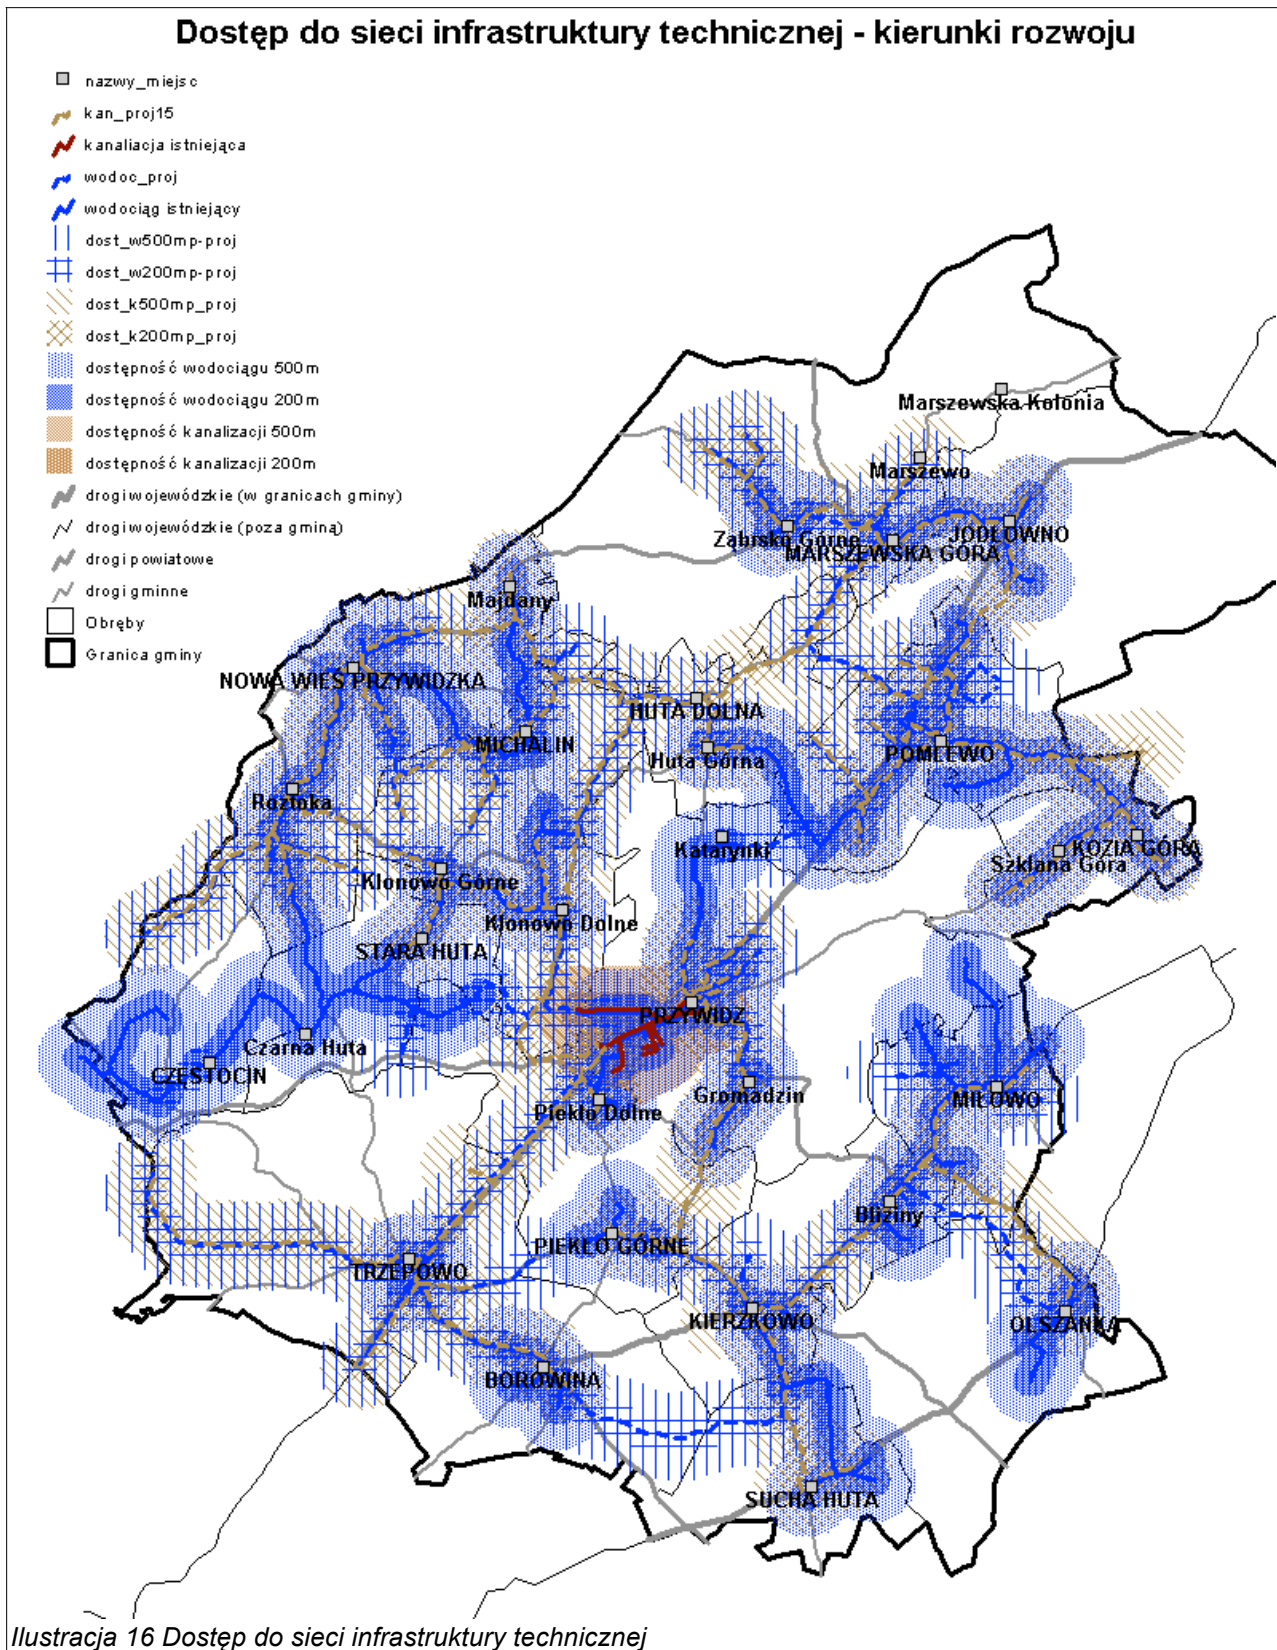 Dostęp do sieci infrastruktury technicznej - kierunki rozwoju
nazwy_miejsc
kan_proj15
kanaliacja istniejąca
wodoc_proj
wodociąg istniejący
dost_w500mp-proj
dost_w200mp-proj
dost_k500mp_proj
dost_k200mp_proj
dostępność wodociągu 500m
dostępność wodociągu 200m
dostępność kanalizacji 500m
dostępność kanalizacji 200m
drogi wojewódzkie (w granicach gminy)
drogi wojewódzkie (poza gminą)
drogi powiatowe
drogi gminne
Obręby
Granica gminy
Marszewska Kolonia
Marszewo
Ząbrsko Górne
JODŁOWNO
MARSZEWSKA GÓRA
Majdany
NOWA WIEŚ PRZYWIDZKA
HUTA DOLNA
MICHALIN
Huta Górna
POMLEWO
Roztoka
Katarynki
KOZIA GÓRA
Szklana Góra
Klonowo Górne
Klonowo Dolne
STARA HUTA
PRZYWIDZ
Czarna Huta
CZĘSTOCIN
Gromadzin
MIŁOWO
Piekło Dolne
Bliziny
PIEKŁO GÓRNE
TRZEPOWO
KIERZKOWO
OLSZANKA
BOROWINA
SUCHA HUTA
Ilustracja 16 Dostęp do sieci infrastruktury technicznej